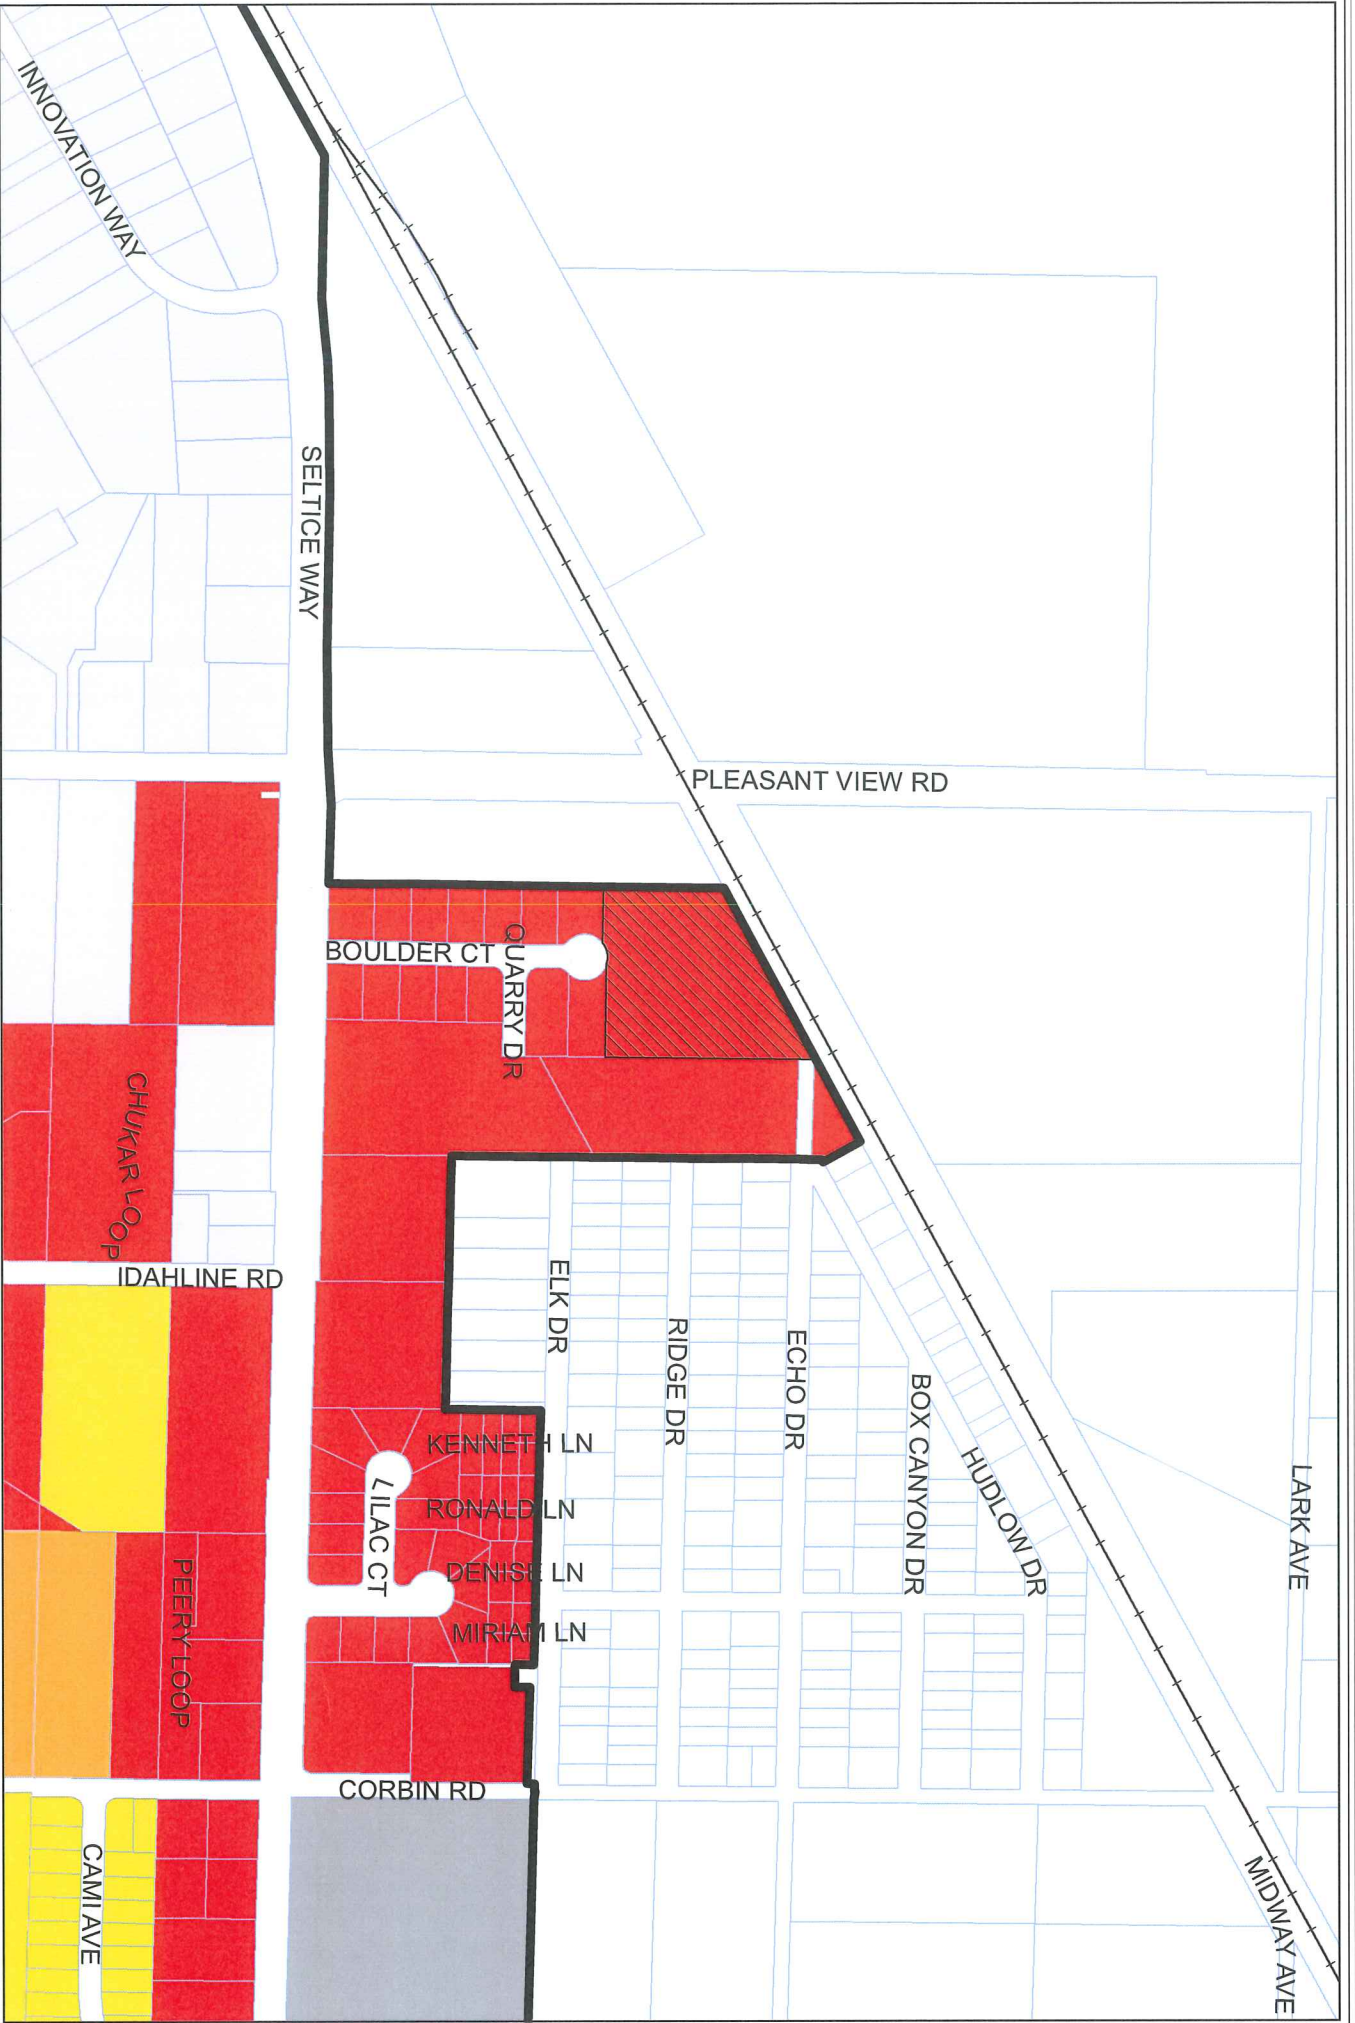 INNOVATION WAY
SELTICE WAY
PLEASANT VIEW RD
BOULDER CT
QUARRY DR
CHUKAR LOOP
IDAHLINE RD
ELK DR
RIDGE DR
ECHO DR
BOX CANYON DR
HUDLOW DR
LARK AVE
KENNETH LN
RONALD LN
LILAC CT
DENISE LN
MIRIAM LN
PEERY LOOP
CORBIN RD
CAMI AVE
MIDWAY AVE